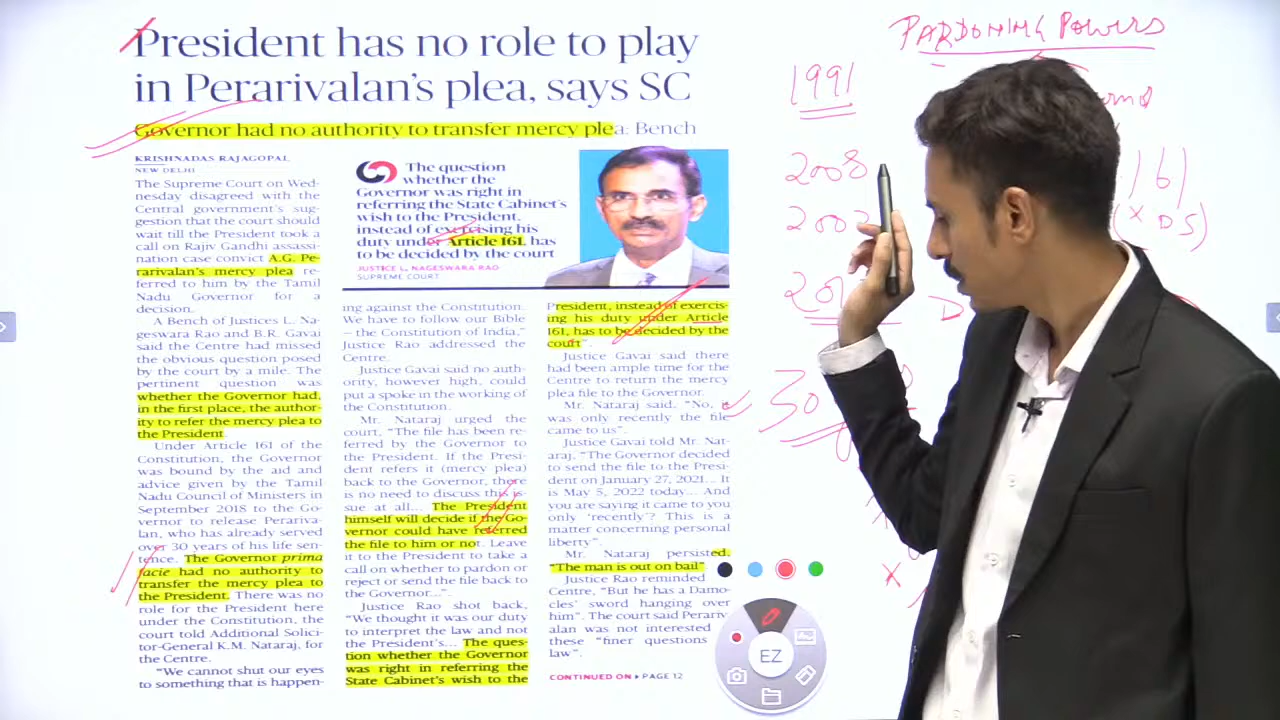 President has no role to play
in Perarivalan's plea, says SC
Governor had no authority to transfer mercy plea: Bench
KRISHNADAS RAJAGOPAL
NEW DELHI
The Supreme Court on Wed-
nesday disagreed with the
Central government's sug-
gestion that the court should
wait till the President took a
call on Rajiv Gandhi assassi-
nation case convict A.G. Pe-
rarivalan's mercy plea re-
ferred to him by the Tamil
Nadu Governor for a
decision.
A Bench of Justices L. Na-
geswara Rao and B.R. Gavai
said the Centre had missed
the obvious question posed
by the court by a mile. The
pertinent question was
whether the Governor had,
in the first place, the author-
ity to refer the mercy plea to
the President.
Under Article 161 of the
Constitution, the Governor
was bound by the aid and
advice given by the Tamil
Nadu Council of Ministers in
September 2018 to the Go-
vernor to release Perariva-
lan, who has already served
over 30 years of his life sen-
tence. The Governor prima
facie had no authority to
transfer the mercy plea to
the President. There was no
role for the President here
under the Constitution, the
court told Additional Solici-
tor-General K.M. Nataraj, for
the Centre.
"We cannot shut our eyes
to something that is happen-
The question
whether the
Governor was right in
referring the State Cabinet's
wish to the President,
instead of exercising his
duty under Article 161, has
to be decided by the court
JUSTICE L. NAGESWARA RAO
SUPREME COURT
ing against the Constitution.
We have to follow our Bible
– the Constitution of India,"
Justice Rao addressed the
Centre.
Justice Gavai said no auth-
ority, however high, could
put a spoke in the working of
the Constitution.
Mr. Nataraj urged the
court, "The file has been re-
ferred by the Governor to
the President. If the Presi-
dent refers it (mercy plea)
back to the Governor, there
is no need to discuss this is-
sue at all... The President
himself will decide if the Go-
vernor could have referred
the file to him or not. Leave
it to the President to take a
call on whether to pardon or
reject or send the file back to
the Governor...".
Justice Rao shot back,
"We thought it was our duty
to interpret the law and not
the President's... The ques-
tion whether the Governor
was right in referring the
State Cabinet's wish to the
President, instead of exercis-
ing his duty under Article
161, has to be decided by the
court".
Justice Gavai said there
had been ample time for the
Centre to return the mercy
plea file to the Governor.
Mr. Nataraj said, "No, it
was only recently the file
came to us".
Justice Gavai told Mr. Nat-
araj, "The Governor decided
to send the file to the Presi-
dent on January 27, 2021... It
is May 5, 2022 today... And
you are saying it came to you
only 'recently'? This is a
matter concerning personal
liberty".
Mr. Nataraj persisted,
"The man is out on bail".
Justice Rao reminded
Centre, "But he has a Damo-
cles' sword hanging over
him". The court said Perariv-
alan was not interested
these "finer questions
law".
CONTINUED ON ▸ PAGE 12
PARDONING POWERS
1991
2008
161
(X DS)
D
30
x
EZ